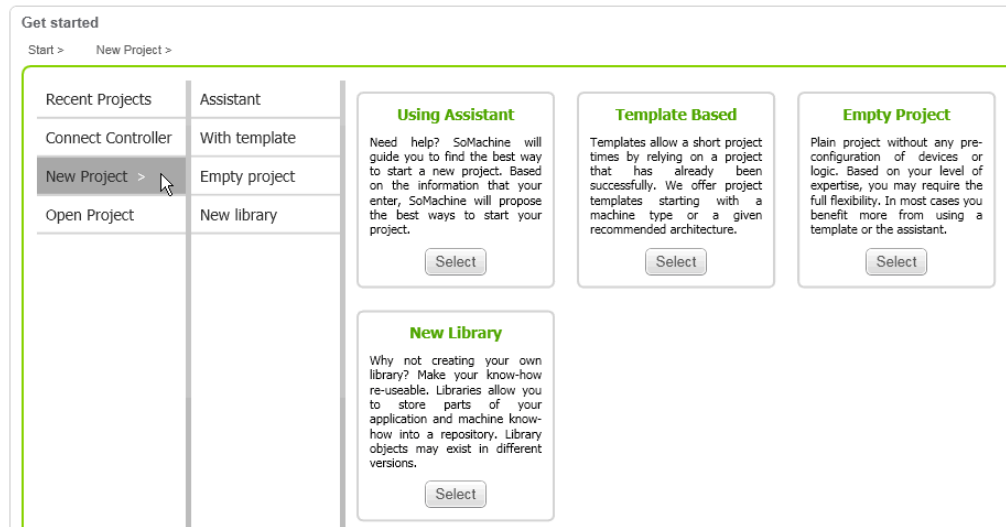 Get started
Start >
New Project >
Recent Projects
Connect Controller
New Project >
Open Project
Assistant
With template
Empty project
New library
Using Assistant
Need help? SoMachine will
guide you to find the best way
to start a new project. Based
on the information that your
enter, SoMachine will propose
the best ways to start your
project.
Select
Template Based
Templates allow a short project
times by relying on a project
that has already been
successfully. We offer project
templates starting with a
machine type or a given
recommended architecture.
Select
Empty Project
Plain project without any pre-
configuration of devices or
logic. Based on your level of
expertise, you may require the
full flexibility. In most cases you
benefit more from using a
template or the assistant.
Select
New Library
Why not creating your own
library? Make your know-how
re-useable. Libraries allow you
to store parts of your
application and machine know-
how into a repository. Library
objects may exist in different
versions.
Select